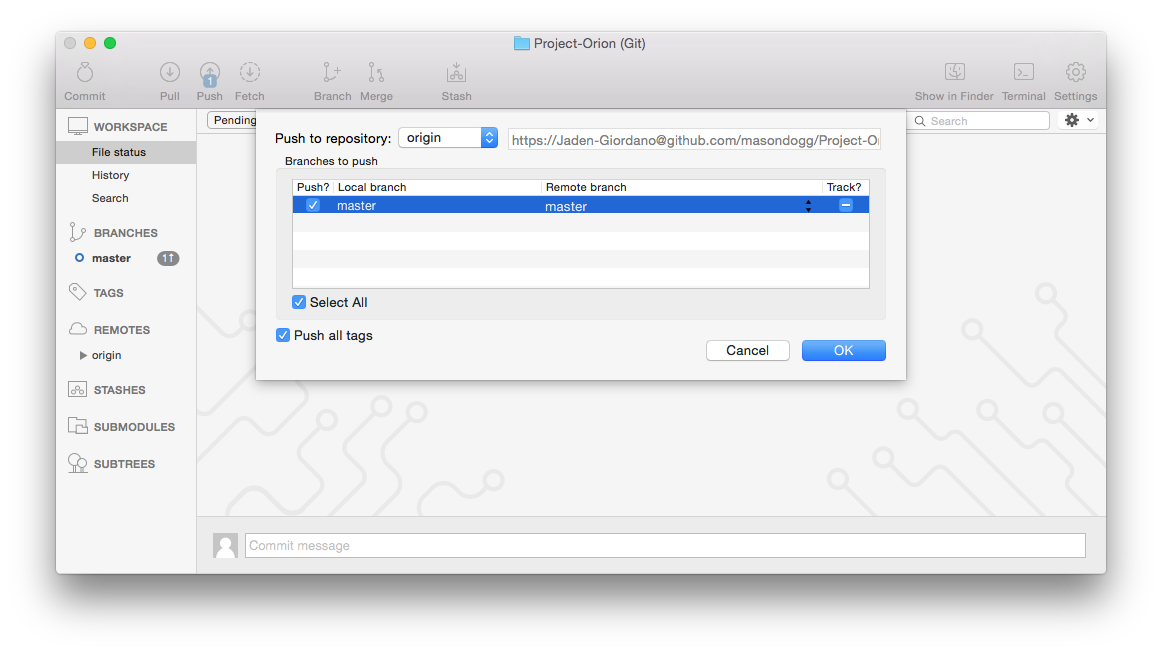 Project-Orion (Git)
Commit Pull 1 Push Fetch Branch Merge Stash Show in Finder Terminal Settings
WORKSPACE
File status
History
Search
BRANCHES
master 1↑
TAGS
REMOTES
origin
STASHES
SUBMODULES
SUBTREES
Pending
Search
Push to repository: origin https://Jaden-Giordano@github.com/masondogg/Project-O
Branches to push
Push? Local branch Remote branch Track?
master master
Select All
Push all tags
Cancel OK
Commit message